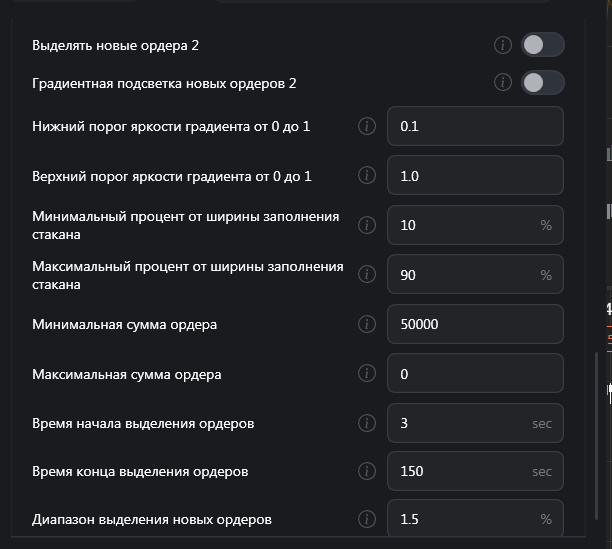 Выделять новые ордера 2
Градиентная подсветка новых ордеров 2
Нижний порог яркости градиента от 0 до 1
0.1
Верхний порог яркости градиента от 0 до 1
1.0
Минимальный процент от ширины заполнения
стакана
10 %
Максимальный процент от ширины заполнения
стакана
90 %
Минимальная сумма ордера
50000
Максимальная сумма ордера
0
Время начала выделения ордеров
3 sec
Время конца выделения ордеров
150 sec
Диапазон выделения новых ордеров
1.5 %